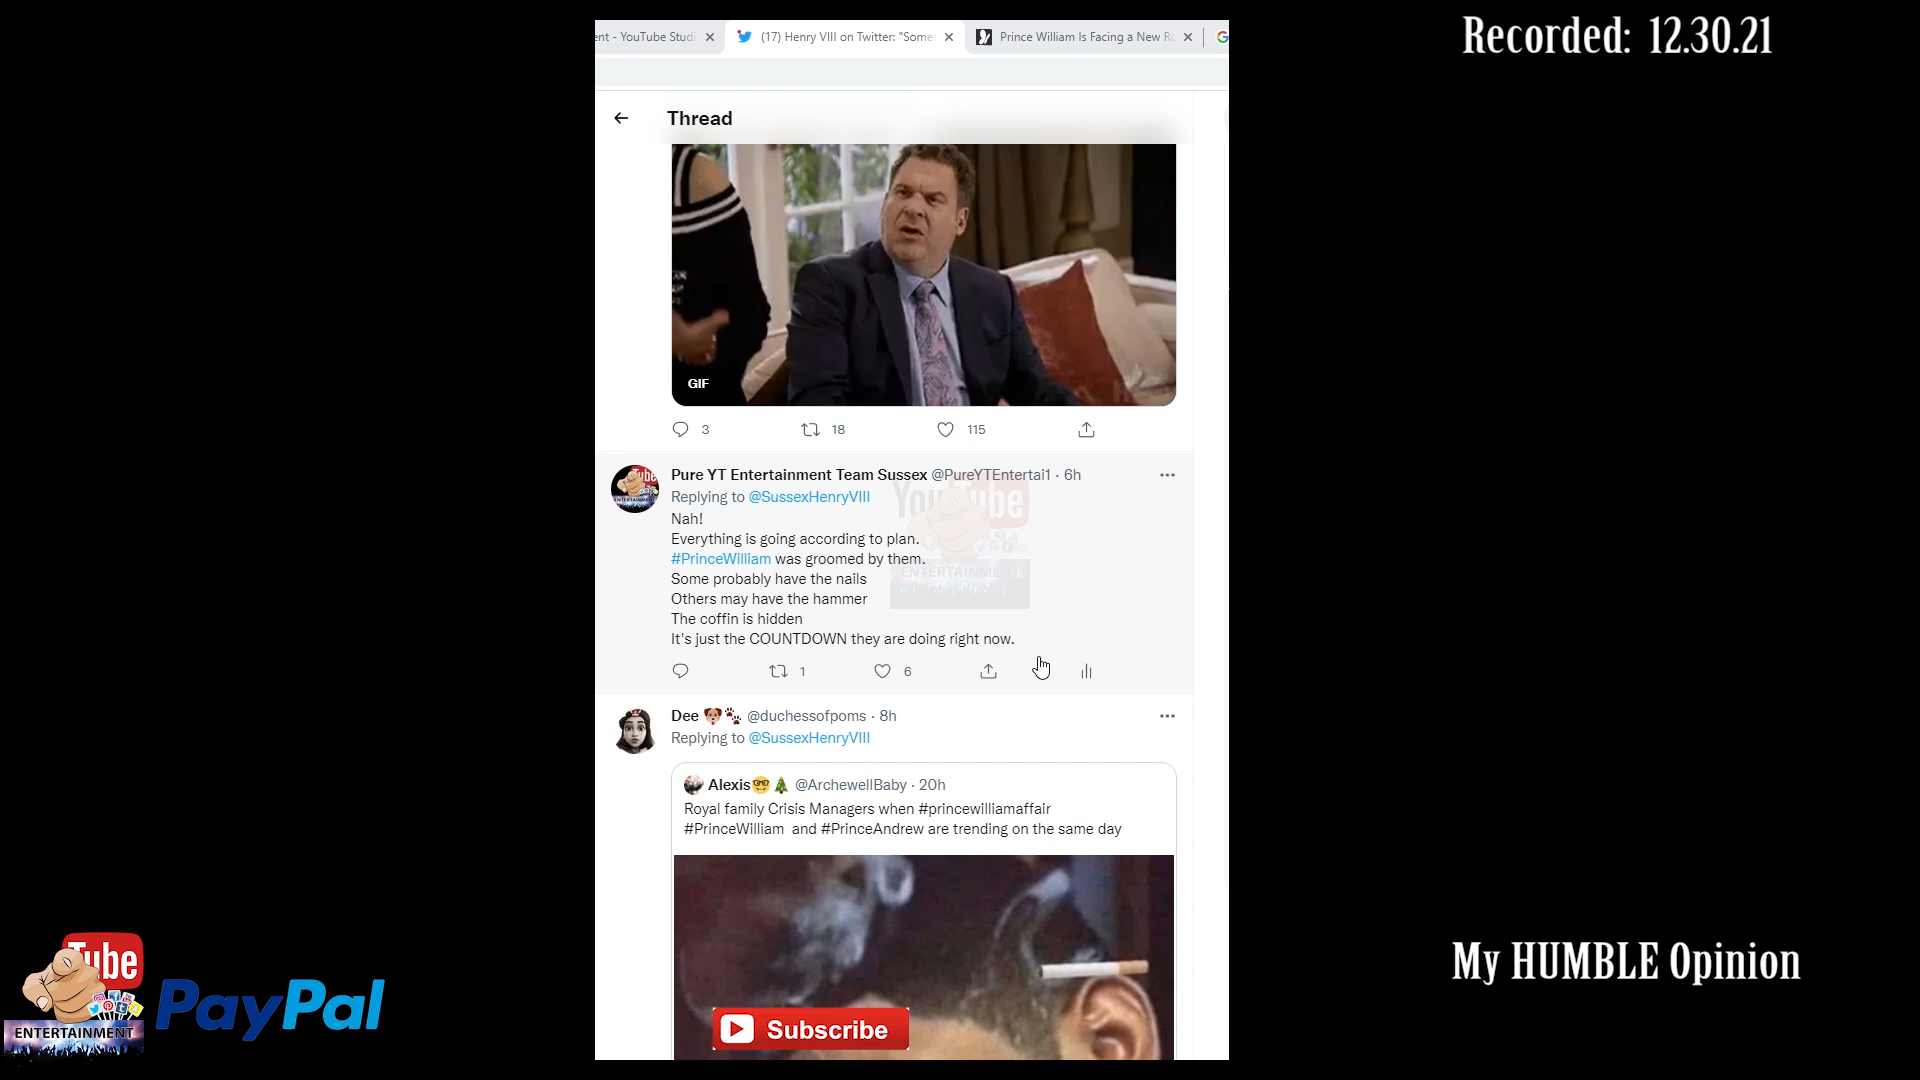 Recorded: 12.30.21
ent - YouTube Studi
(17) Henry VIII on Twitter: "Some
Prince William Is Facing a New Ro
Thread
GIF
3 18 115
Pure YT Entertainment Team Sussex @PureYTEntertai1 · 6h
Replying to @SussexHenryVIII
Nah!
Everything is going according to plan.
#PrinceWilliam was groomed by them.
Some probably have the nails
Others may have the hammer
The coffin is hidden
It's just the COUNTDOWN they are doing right now.
1 6
YouTube
ENTERTAINMENT
Dee @duchessofpoms · 8h
Replying to @SussexHenryVIII
Alexis @ArchewellBaby · 20h
Royal family Crisis Managers when #princewilliamaffair
#PrinceWilliam and #PrinceAndrew are trending on the same day
Subscribe
Tube
ENTERTAINMENT
PayPal
My HUMBLE Opinion